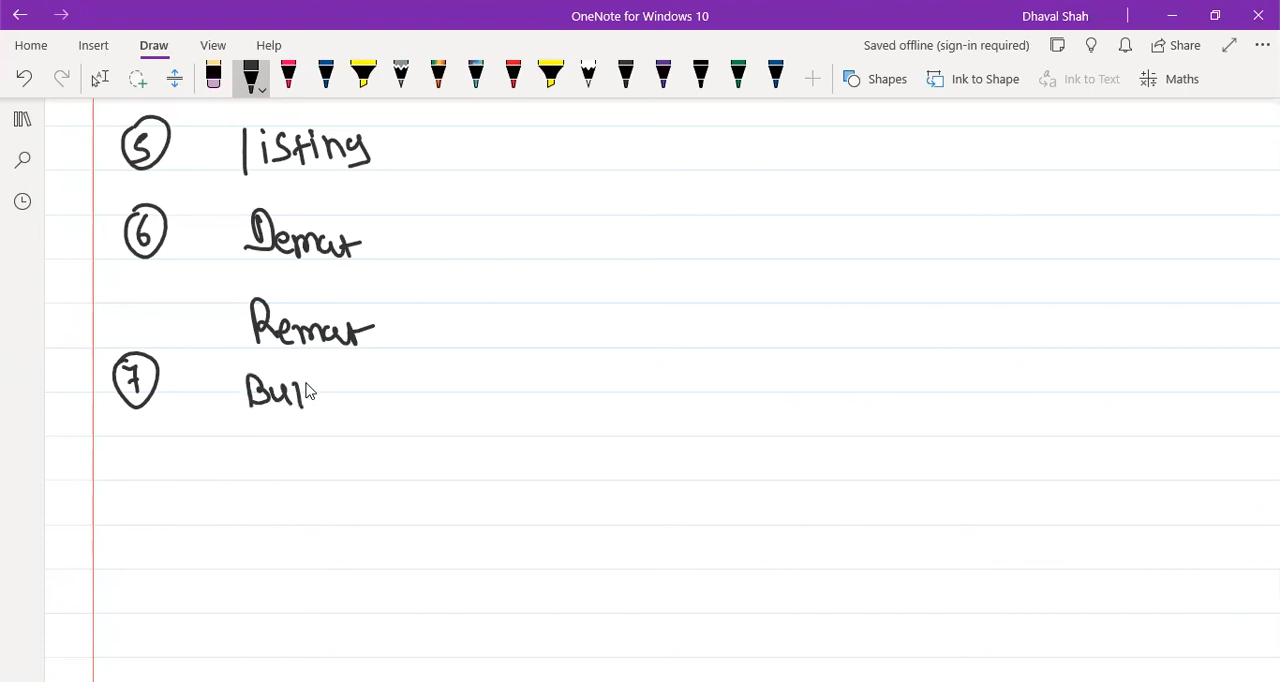 OneNote for Windows 10
Dhaval Shah
Home Insert Draw View Help
Saved offline (sign-in required)
Share
Shapes
Ink to Shape
Ink to Text
Maths
5 listing
6 Demat
Remat
7 Bul